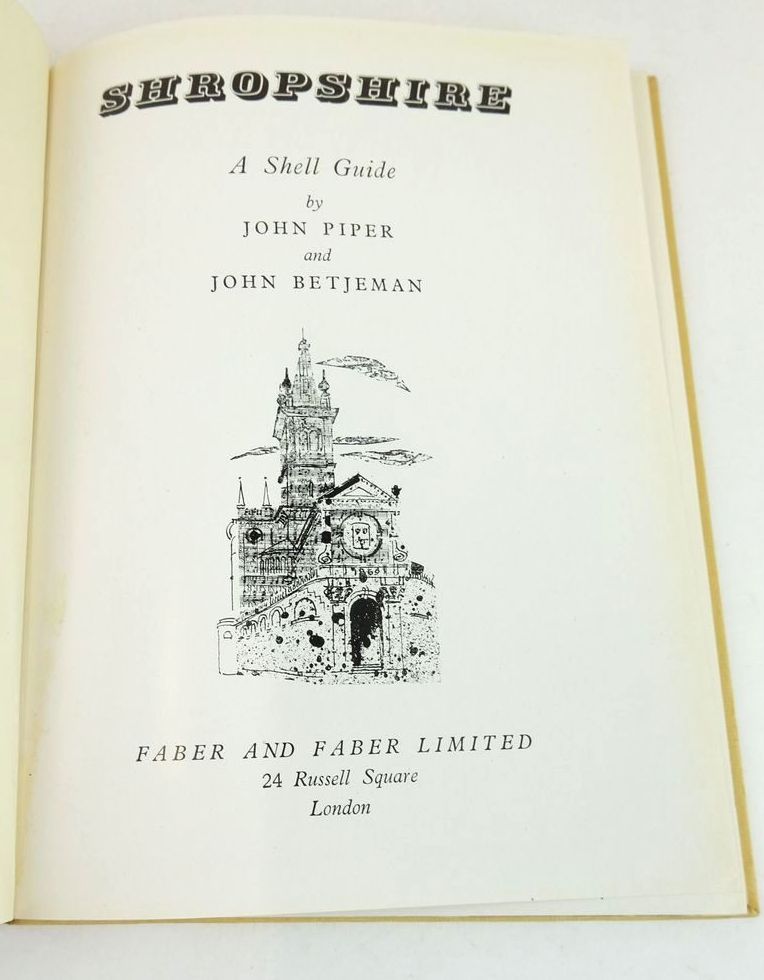 SHROPSHIRE
A Shell Guide
by
JOHN PIPER
and
JOHN BETJEMAN
FABER AND FABER LIMITED
24 Russell Square
London